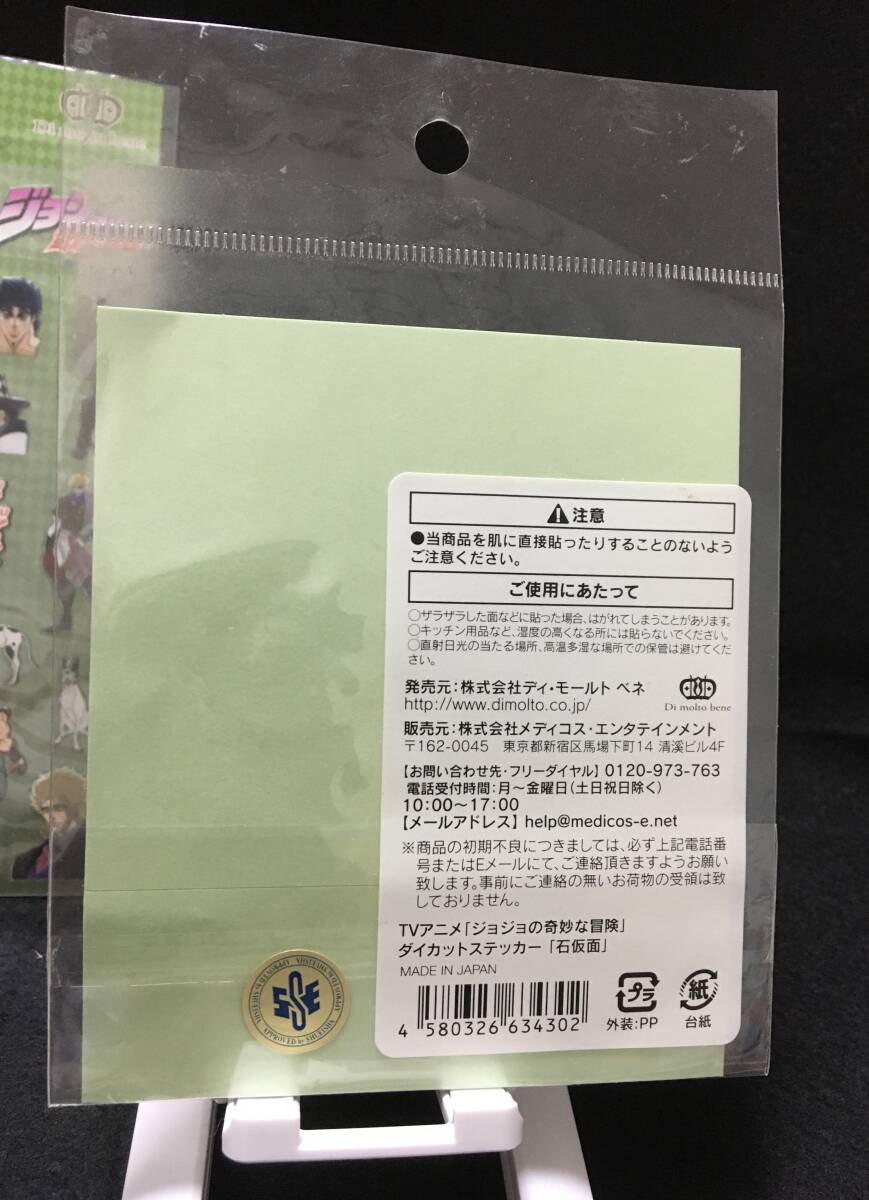 ジョ
⚠注意
●当商品を肌に直接貼ったりすることのないよう
ご注意ください。
ご使用にあたって
○ザラザラした面などに貼った場合、はがれてしまうことがあります。
○キッチン用品など、湿度の高くなる所には貼らないでください。
○直射日光の当たる場所、高温多湿な場所での保管は避けてくだ
さい。
発売元:株式会社ディ・モールト ベネ
http://www.dimolto.co.jp/
Di molto bene
販売元:株式会社メディコス・エンタテインメント
〒162-0045 東京都新宿区馬場下町14 清溪ビル4F
【お問い合わせ先・フリーダイヤル】0120-973-763
電話受付時間:月~金曜日(土日祝日除く)
10:00~17:00
【メールアドレス】help@medicos-e.net
※商品の初期不良につきましては、必ず上記電話番
号またはEメールにて、ご連絡頂きますようお願い
致します。事前にご連絡の無いお荷物の受領は致
しておりません。
TVアニメ「ジョジョの奇妙な冒険」
ダイカットステッカー「石仮面」
MADE IN JAPAN
4 580326 634302
プラ
外装:PP
紙
台紙
APPROVED by SHUEISHA